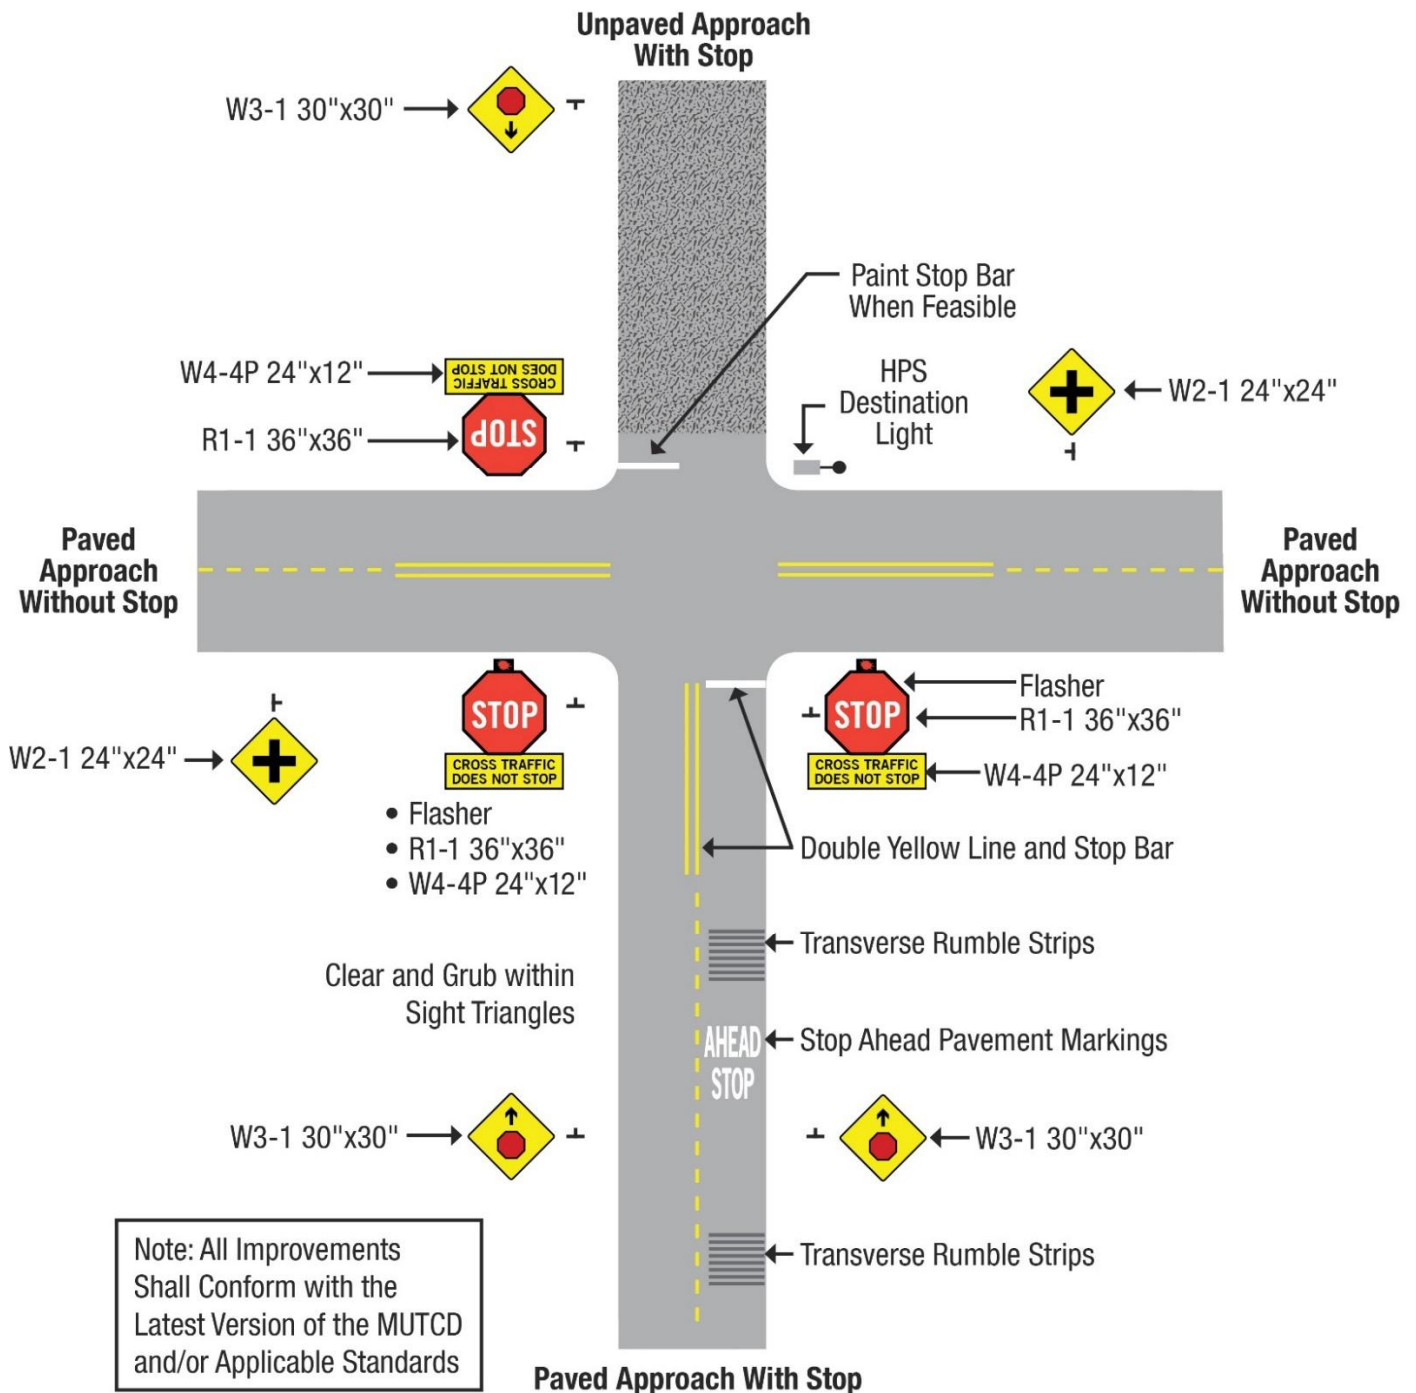 Unpaved Approach
With Stop
W3-1 30"x30"
Paint Stop Bar
When Feasible
W4-4P 24"x12"
CROSS TRAFFIC
DOES NOT STOP
HPS
Destination
Light
W2-1 24"x24"
R1-1 36"x36"
STOP
Paved
Approach
Without Stop
Paved
Approach
Without Stop
STOP
CROSS TRAFFIC
DOES NOT STOP
STOP
CROSS TRAFFIC
DOES NOT STOP
Flasher
R1-1 36"x36"
W4-4P 24"x12"
W2-1 24"x24"
• Flasher
• R1-1 36"x36"
• W4-4P 24"x12"
Double Yellow Line and Stop Bar
Transverse Rumble Strips
Clear and Grub within
Sight Triangles
AHEAD
STOP
Stop Ahead Pavement Markings
W3-1 30"x30"
W3-1 30"x30"
Transverse Rumble Strips
Note: All Improvements
Shall Conform with the
Latest Version of the MUTCD
and/or Applicable Standards
Paved Approach With Stop